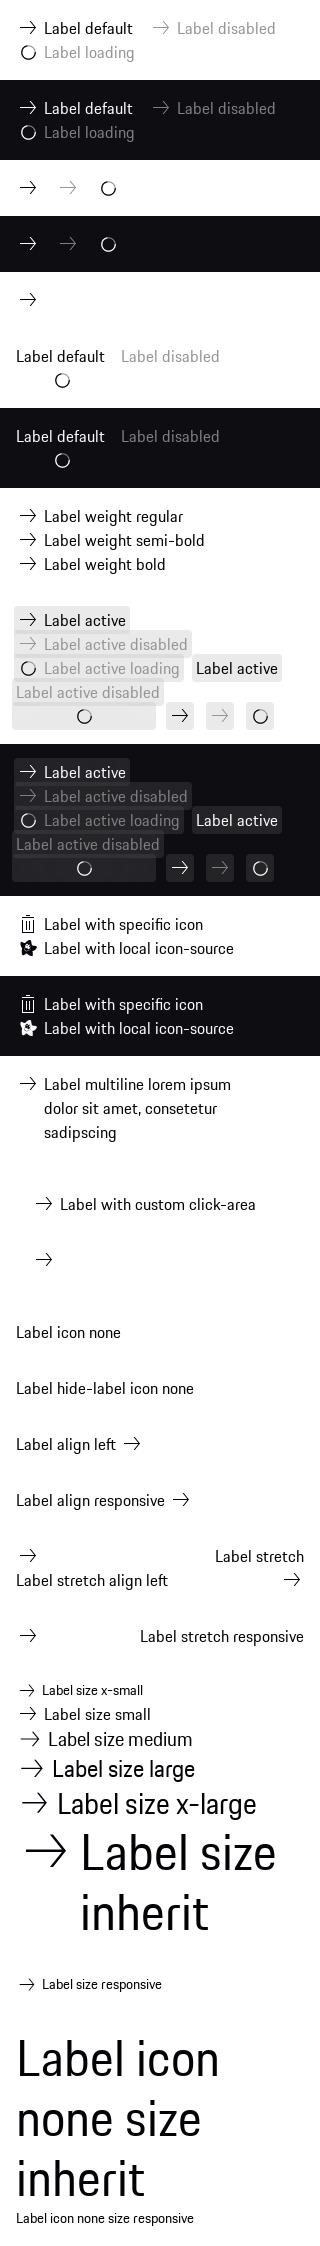 Label default Label disabled
Label loading
Label default Label disabled
Label loading
Label default Label disabled
Label default Label disabled
Label weight regular
Label weight semi-bold
Label weight bold
Label active
Label active disabled
Label active loading Label active
Label active disabled
Label active
Label active disabled
Label active loading Label active
Label active disabled
Label with specific icon
Label with local icon-source
Label with specific icon
Label with local icon-source
Label multiline lorem ipsum
dolor sit amet, consetetur
sadipscing
Label with custom click-area
Label icon none
Label hide-label icon none
Label align left
Label align responsive
Label stretch
Label stretch align left
Label stretch responsive
Label size x-small
Label size small
Label size medium
Label size large
Label size x-large
Label size
inherit
Label size responsive
Label icon
none size
inherit
Label icon none size responsive